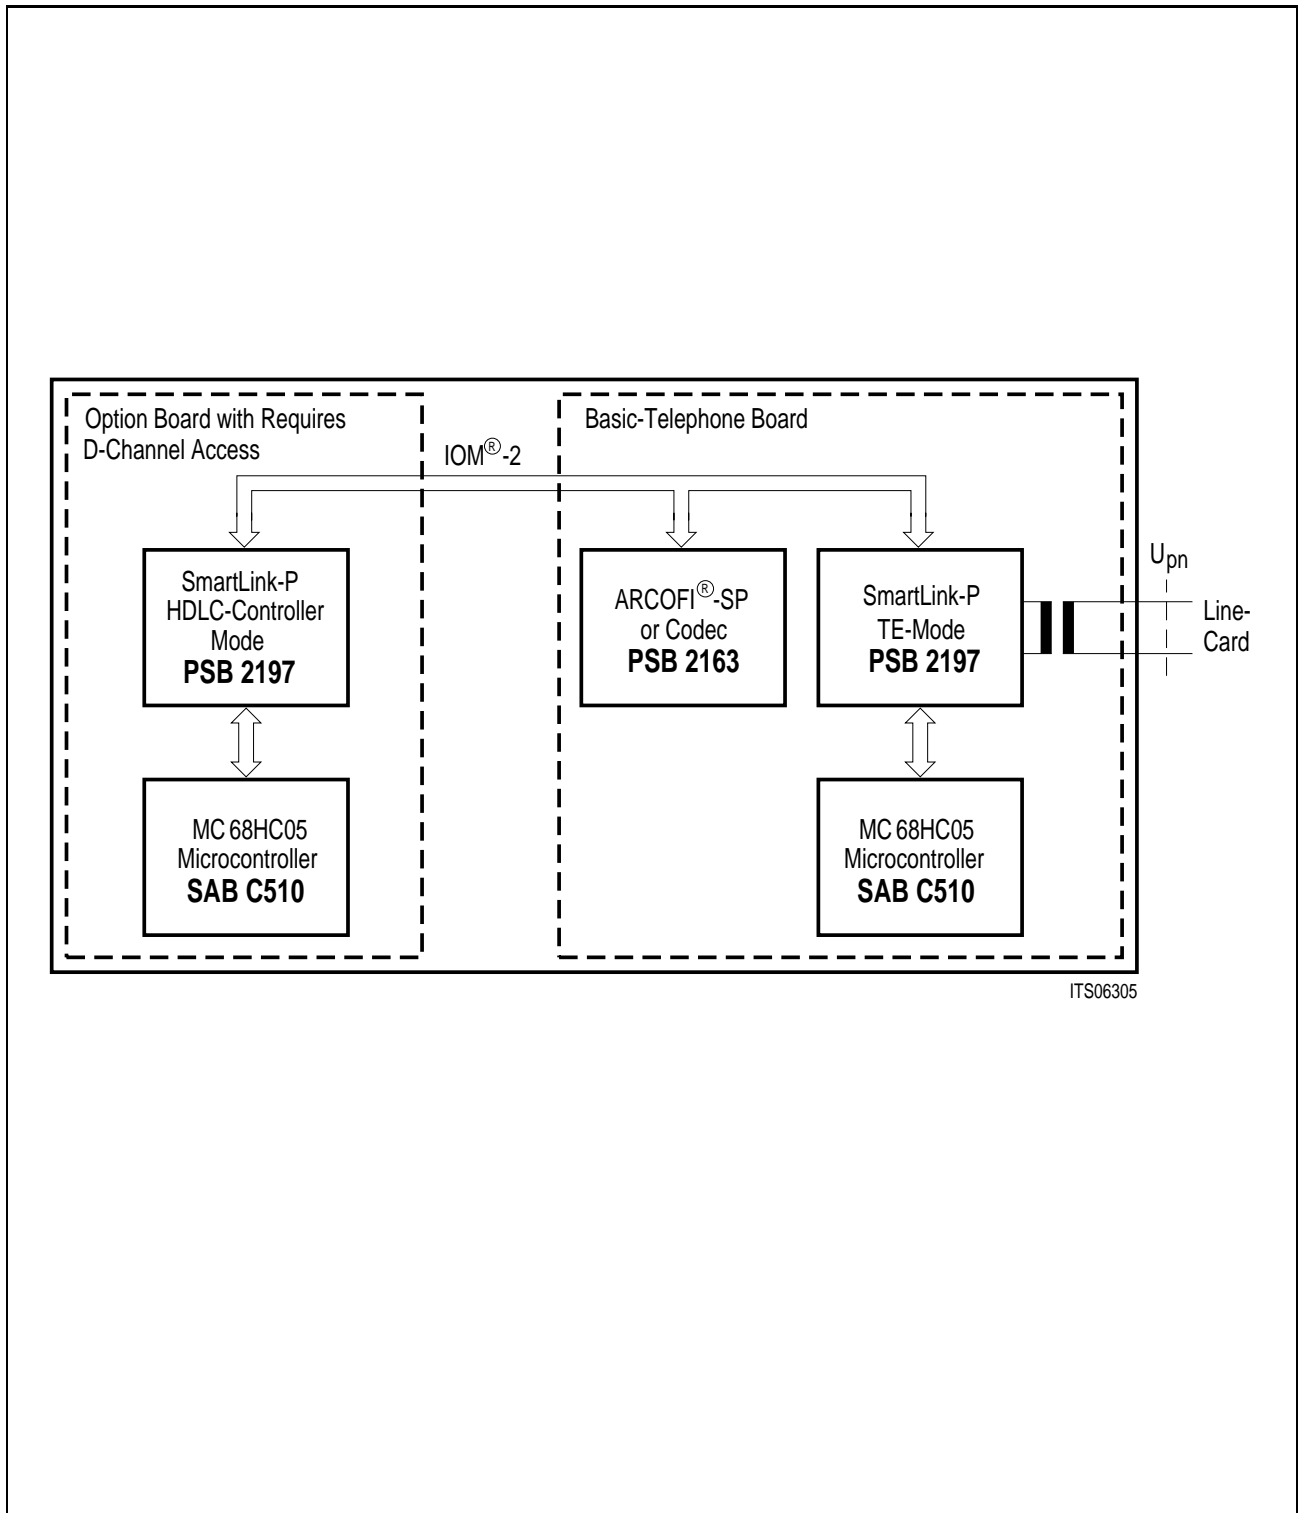 Option Board with Requires
D-Channel Access
IOM®-2
Basic-Telephone Board
SmartLink-P
HDLC-Controller
Mode
PSB 2197
ARCOFI®-SP
or Codec
PSB 2163
SmartLink-P
TE-Mode
PSB 2197
Upn
Line-
Card
MC 68HC05
Microcontroller
SAB C510
MC 68HC05
Microcontroller
SAB C510
ITS06305